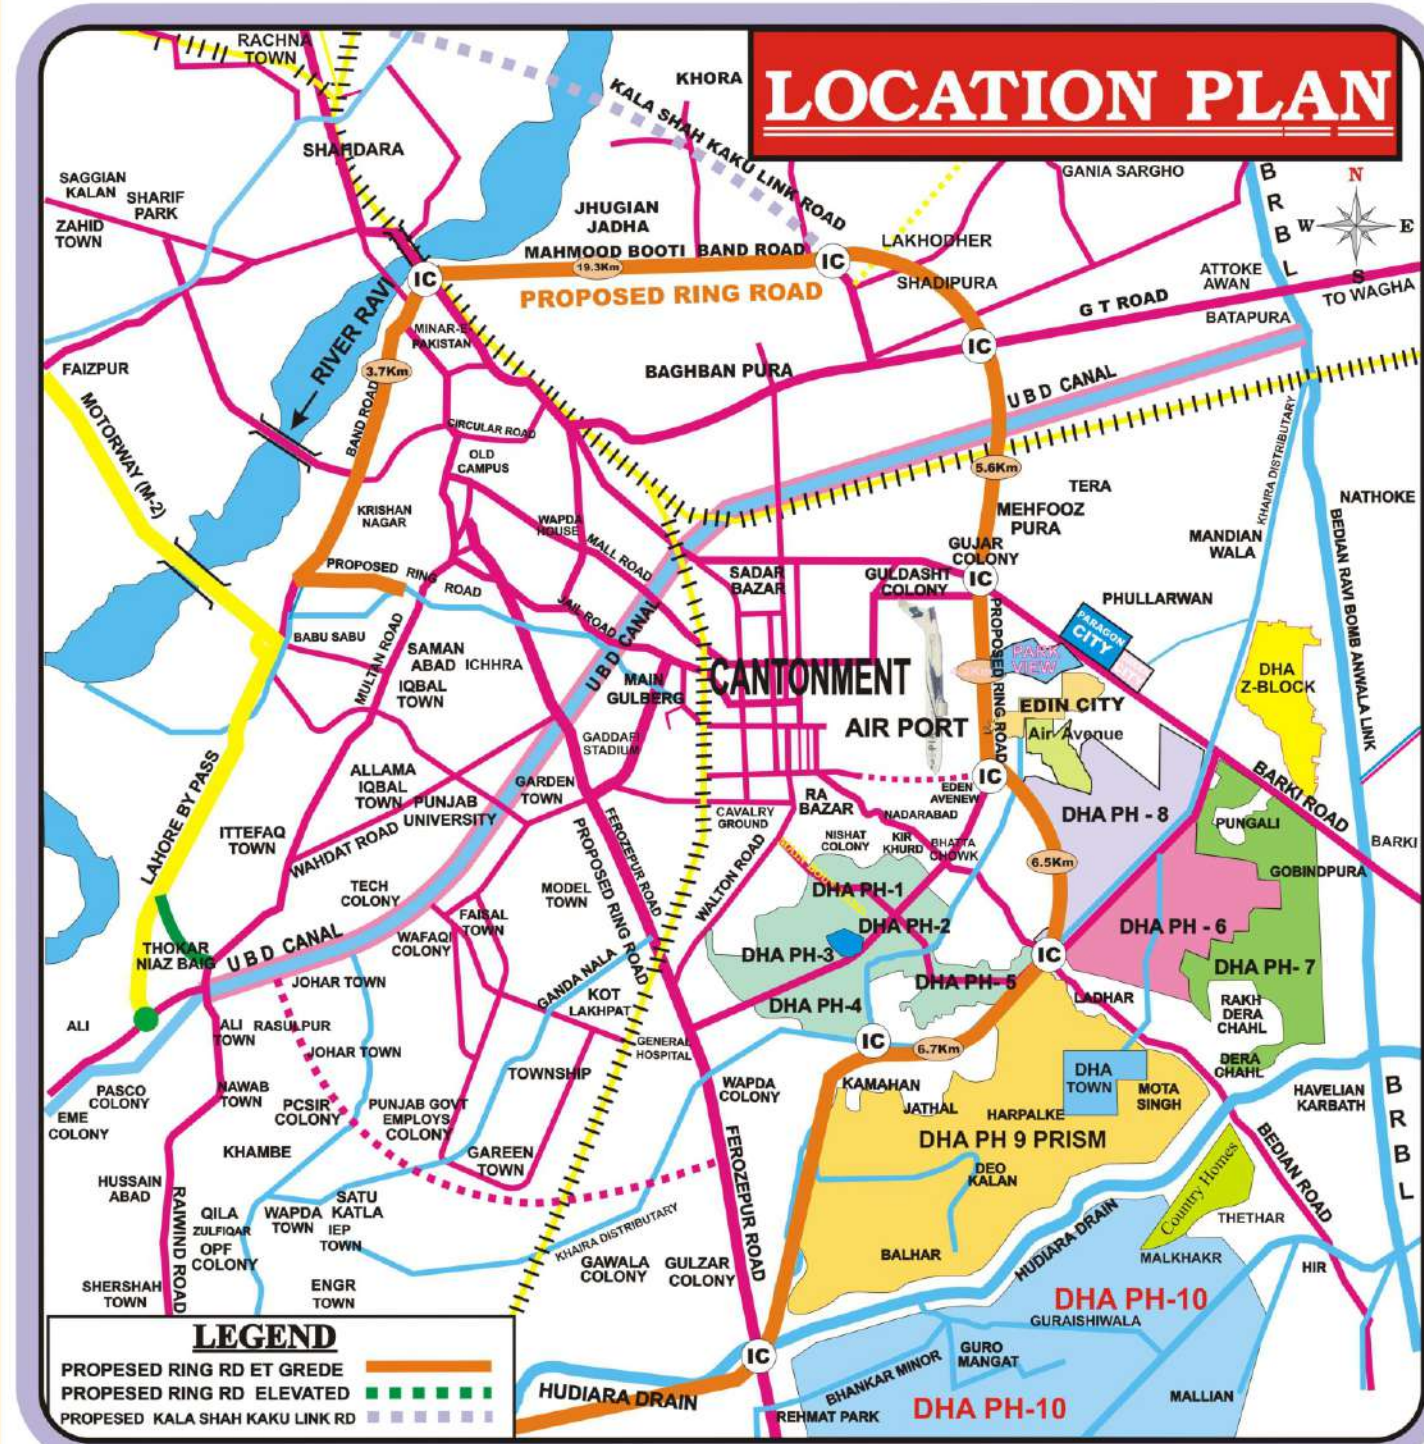 LOCATION PLAN
RACHNA
TOWN
KHORA
KALA SHAH KAKU LINK ROAD
SHAHDARA
GANIA SARGHO
BRBL
N
W
E
S
SAGGIAN
KALAN
SHARIF
PARK
ZAHID
TOWN
JHUGIAN
JADHA
MAHMOOD BOOTI BAND ROAD
19.3Km
PROPOSED RING ROAD
IC
IC
LAKHODHER
SHADIPURA
ATTOKE
AWAN
TO WAGHA
G T ROAD
BATAPURA
RIVER RAVI
MINAR-E-
PAKISTAN
IC
FAIZPUR
3.7Km
BAGHBAN PURA
UBD CANAL
MOTORWAY (M-2)
BAND ROAD
CIRCULAR ROAD
OLD
CAMPUS
KHAIRA DISTRIBUTARY
5.6Km
TERA
NATHOKE
KRISHAN
NAGAR
WAPDA
HOUSE
MALL ROAD
MEHFOOZ
PURA
MANDIAN
WALA
BEDIAN RAVI BOMB ANWALA LINK
GUJAR
COLONY
IC
PROPOSED RING ROAD
SADAR
BAZAR
GULDASHT
COLONY
PHULLARWAN
JAIL ROAD
UBD CANAL
BABU SABU
MULTAN ROAD
SAMAN
ABAD
ICHHRA
IQBAL
TOWN
MAIN
GULBERG
CANTONMENT
PROPOSED RING ROAD
PARK
VIEW
PARAGON
CITY
DHA
Z-BLOCK
EDIN CITY
AIR PORT
Air Avenue
GADDAFI
STADIUM
LAHORE BY PASS
ALLAMA
IQBAL
TOWN
PUNJAB
UNIVERSITY
GARDEN
TOWN
IC
EDEN
AVENEW
BARKI ROAD
RA
BAZAR
CAVALRY
GROUND
NADARABAD
DHA PH - 8
PUNGALI
ITTEFAQ
TOWN
WAHDAT ROAD
PROPOSED RING ROAD
FEROZEPUR ROAD
NISHAT
COLONY
KIR
KHURD
BHATTA
CHOWK
BARKI
WALTON ROAD
6.5Km
GOBINDPURA
TECH
COLONY
MODEL
TOWN
DHA PH-1
FAISAL
TOWN
DHA PH-2
DHA PH - 6
THOKAR
NIAZ BAIG
UBD CANAL
WAFAQI
COLONY
DHA PH-3
IC
DHA PH- 7
JOHAR TOWN
GANDA NALA
KOT
LAKHPAT
DHA PH-4
DHA PH- 5
LADHAR
RAKH
DERA
CHAHL
ALI
ALI
TOWN
RASULPUR
JOHAR TOWN
GENERAL
HOSPITAL
IC
6.7Km
DERA
CHAHL
TOWNSHIP
DHA
TOWN
PASCO
COLONY
NAWAB
TOWN
WAPDA
COLONY
KAMAHAN
MOTA
SINGH
HAVELIAN
KARBATH
BRBL
EME
COLONY
PCSIR
COLONY
PUNJAB GOVT
EMPLOYS
COLONY
JATHAL
HARPALKE
DHA PH 9 PRISM
KHAMBE
GAREEN
TOWN
FEROZEPUR ROAD
BEDIAN ROAD
DEO
KALAN
Country Homes
HUSSAIN
ABAD
RAIWIND ROAD
QILA
ZULFIQAR
OPF
COLONY
WAPDA
TOWN
SATU
KATLA
IEP
TOWN
KHAIRA DISTRIBUTARY
THETHAR
HUDIARA DRAIN
BALHAR
MALKHAKR
HIR
GAWALA
COLONY
GULZAR
COLONY
SHERSHAH
TOWN
ENGR
TOWN
DHA PH-10
GURAISHIWALA
LEGEND
PROPESED RING RD ET GREDE
PROPESED RING RD ELEVATED
PROPESED KALA SHAH KAKU LINK RD
IC
GURO
MANGAT
HUDIARA DRAIN
BHANKAR MINOR
MALLIAN
REHMAT PARK
DHA PH-10